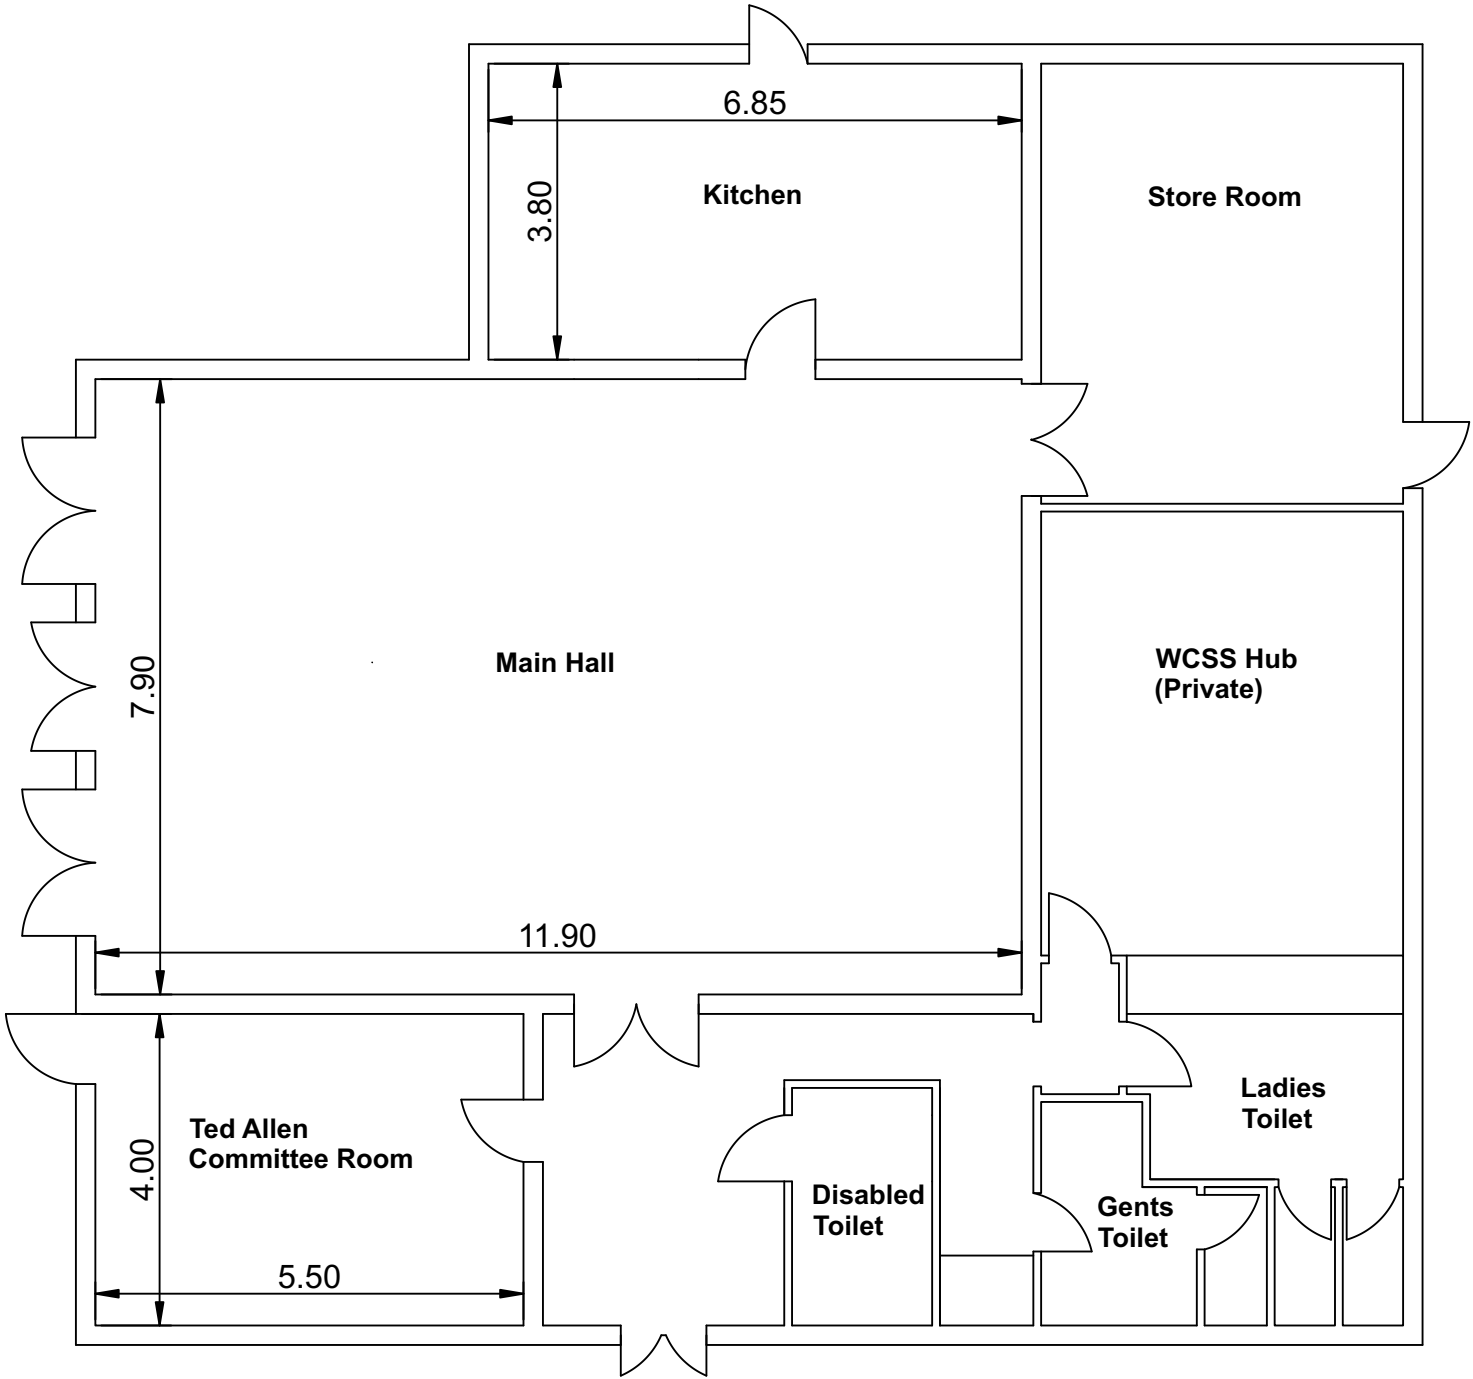 6.85
3.80
Kitchen
Store Room
7.90
Main Hall
WCSS Hub
(Private)
11.90
Ted Allen
Committee Room
4.00
5.50
Disabled
Toilet
Gents
Toilet
Ladies
Toilet